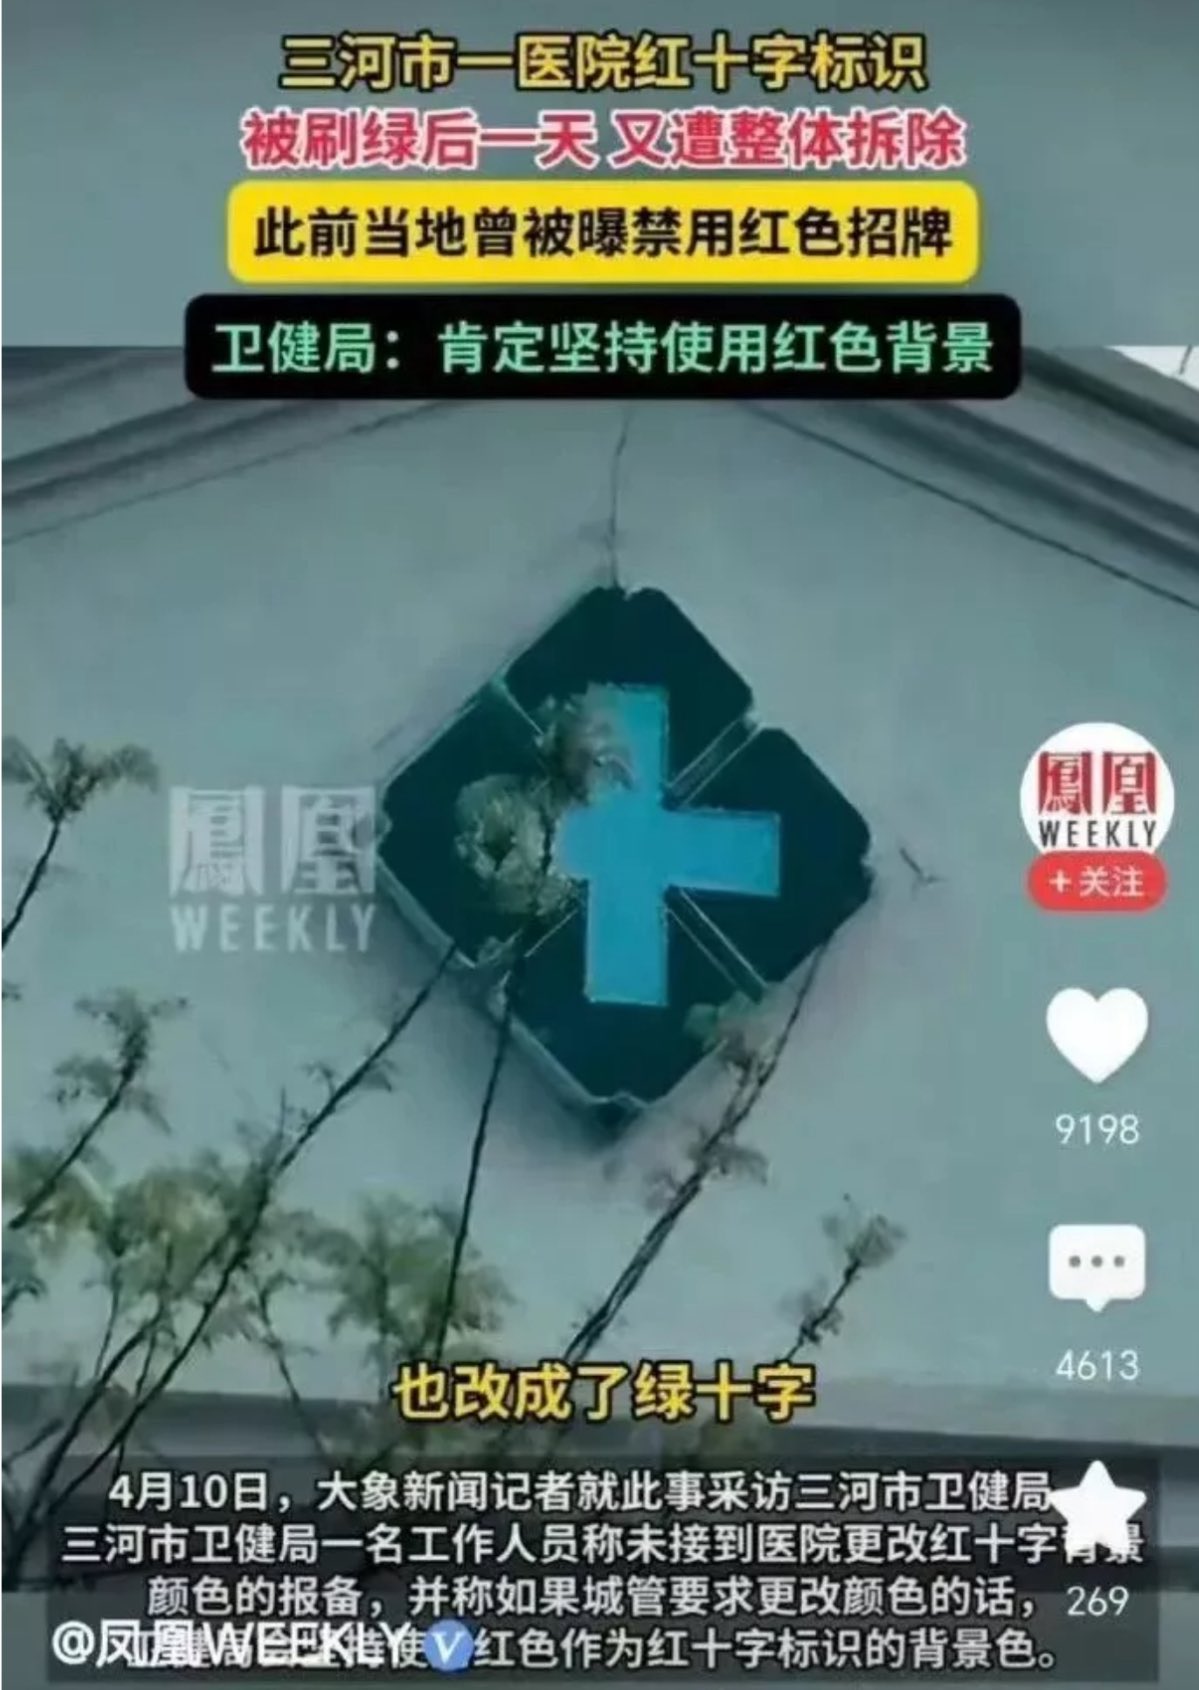 三河市一医院红十字标识
被刷绿后一天 又遭整体拆除
此前当地曾被曝禁用红色招牌
卫健局：肯定坚持使用红色背景
鳳凰
WEEKLY
鳳凰
WEEKLY
+关注
9198
4613
也改成了绿十字
4月10日，大象新闻记者就此事采访三河市卫健局
三河市卫健局一名工作人员称未接到医院更改红十字背景
颜色的报备，并称如果城管要求更改颜色的话，
269
@凤凰WEEKLY
红色作为红十字标识的背景色。